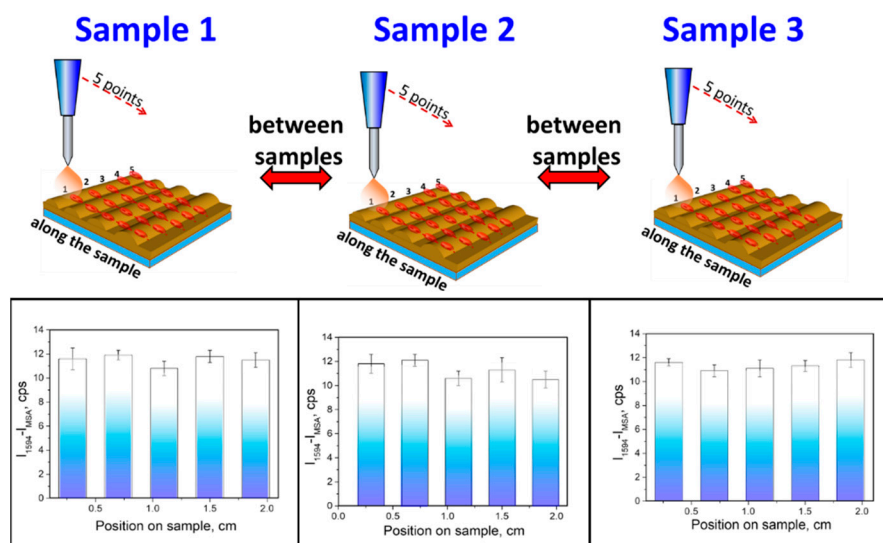 Sample 1
Sample 2
Sample 3
5 points
5 points
5 points
between
samples
between
samples
1 2 3 4 5
1 2 3 4 5
1 2 3 4 5
along the sample
along the sample
along the sample
I1594-IMSA, cps
14
12
10
8
6
4
2
0
0.5 1.0 1.5 2.0
Position on sample, cm
I1594-IMSA, cps
14
12
10
8
6
4
2
0
0.0 0.5 1.0 1.5 2.0
Position on sample, cm
I1594-IMSA, cps
14
12
10
8
6
4
2
0
0.5 1.0 1.5 2.0
Position on sample, cm